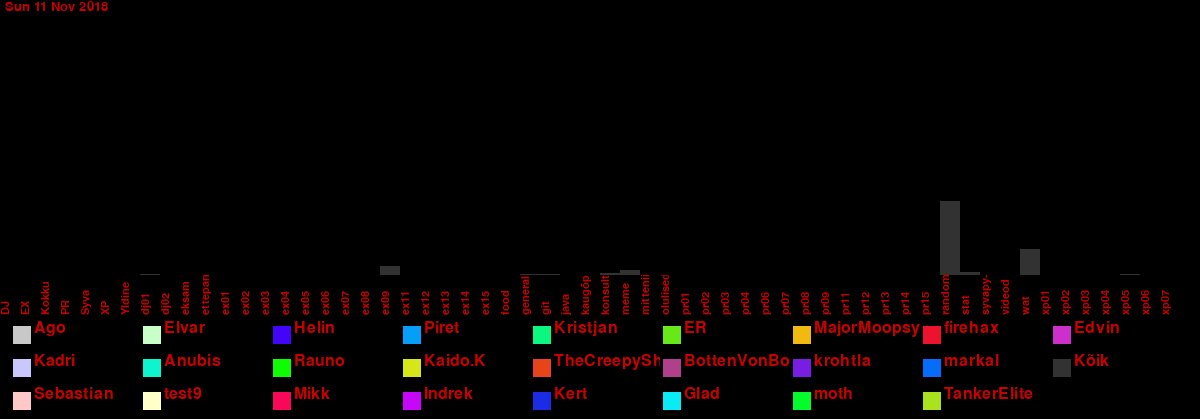 Sun 11 Nov 2018
DJ EX Kokku PR Syva XP Yldine dj01 dj02 eksam ettepan ex01 ex02 ex03 ex04 ex05 ex06 ex07 ex08 ex09 ex11 ex12 ex13 ex14 ex15 food general git java kaugõp konsult meme mittenii olulised pr01 pr02 pr03 pr04 pr06 pr07 pr08 pr09 pr11 pr12 pr13 pr14 pr15 random stat syvapy- videod wat xp01 xp02 xp03 xp04 xp05 xp06 xp07
Ago Elvar Helin Piret Kristjan ER MajorMoopsy firehax Edvin
Kadri Anubis Rauno Kaido.K TheCreepySh BottenVonBo krohtla markal Kõik
Sebastian test9 Mikk Indrek Kert Glad moth TankerElite